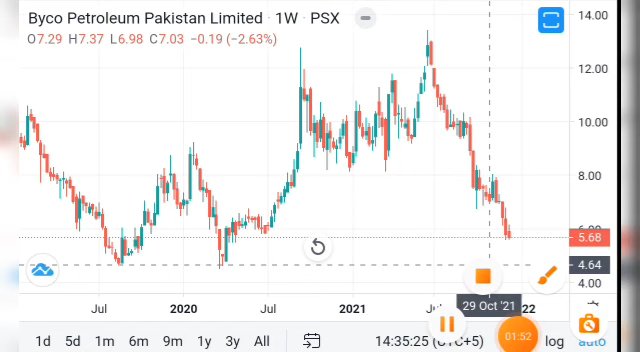 Byco Petroleum Pakistan Limited · 1W · PSX
O7.29 H7.37 L6.98 C7.03 −0.19 (−2.63%)
14.00
12.00
10.00
8.00
5.68
4.64
4.00
Jul 2020 Jul 2021 29 Oct '21
1d 5d 1m 6m 9m 1y 3y All 14:35:25 (UTC+5) log auto
01:52